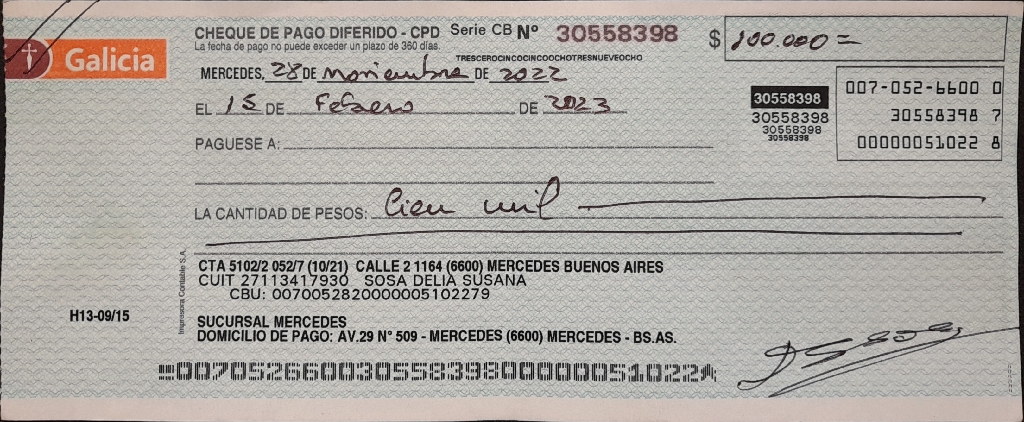 Galicia
CHEQUE DE PAGO DIFERIDO - CPD Serie CB Nº 30558398 $ 100.000=
La fecha de pago no puede exceder un plazo de 360 días.
TRESCEROCINCOCINCOOCHOTRESNUEVEOCHO
MERCEDES, 28 DE Noviembre DE 2022
EL 15 DE Febrero DE 2023
30558398
30558398
30558398
30558398
007-052-6600 0
30558398 7
00000051022 8
PAGUESE A:
LA CANTIDAD DE PESOS: Cien mil
CTA 5102/2 052/7 (10/21) CALLE 2 1164 (6600) MERCEDES BUENOS AIRES
CUIT 27113417930 SOSA DELIA SUSANA
CBU: 0070052820000005102279
Impresora Contable S.A.
H13-09/15
SUCURSAL MERCEDES
DOMICILIO DE PAGO: AV.29 N° 509 - MERCEDES (6600) MERCEDES - BS.AS.
00705266003055839800000051022